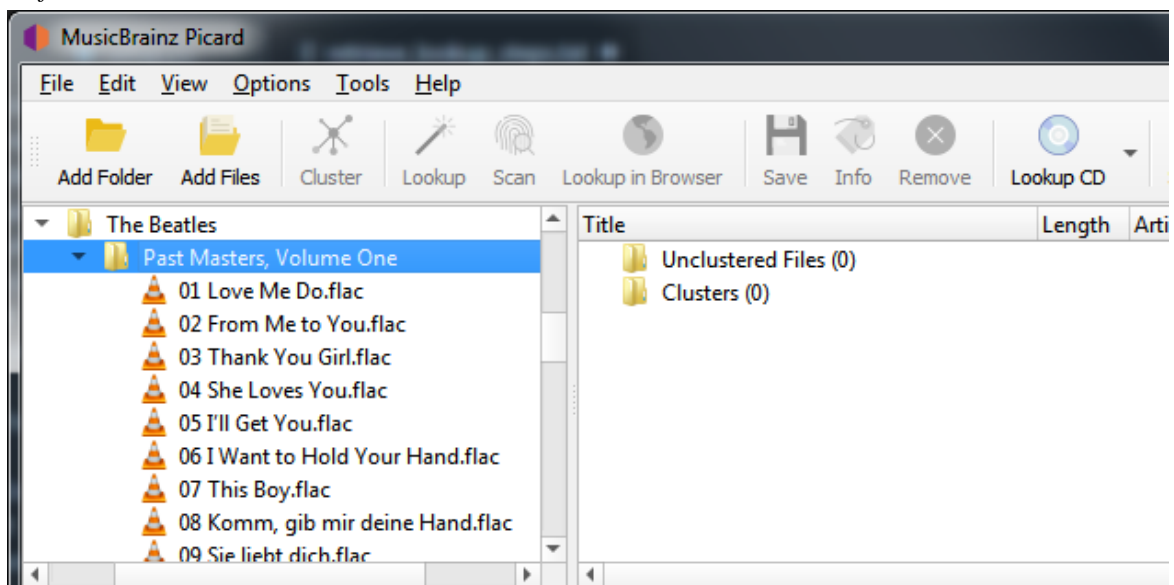 MusicBrainz Picard
File Edit View Options Tools Help
Add Folder Add Files Cluster Lookup Scan Lookup in Browser Save Info Remove Lookup CD
The Beatles
Past Masters, Volume One
01 Love Me Do.flac
02 From Me to You.flac
03 Thank You Girl.flac
04 She Loves You.flac
05 I'll Get You.flac
06 I Want to Hold Your Hand.flac
07 This Boy.flac
08 Komm, gib mir deine Hand.flac
09 Sie liebt dich.flac
Title Length Arti
Unclustered Files (0)
Clusters (0)